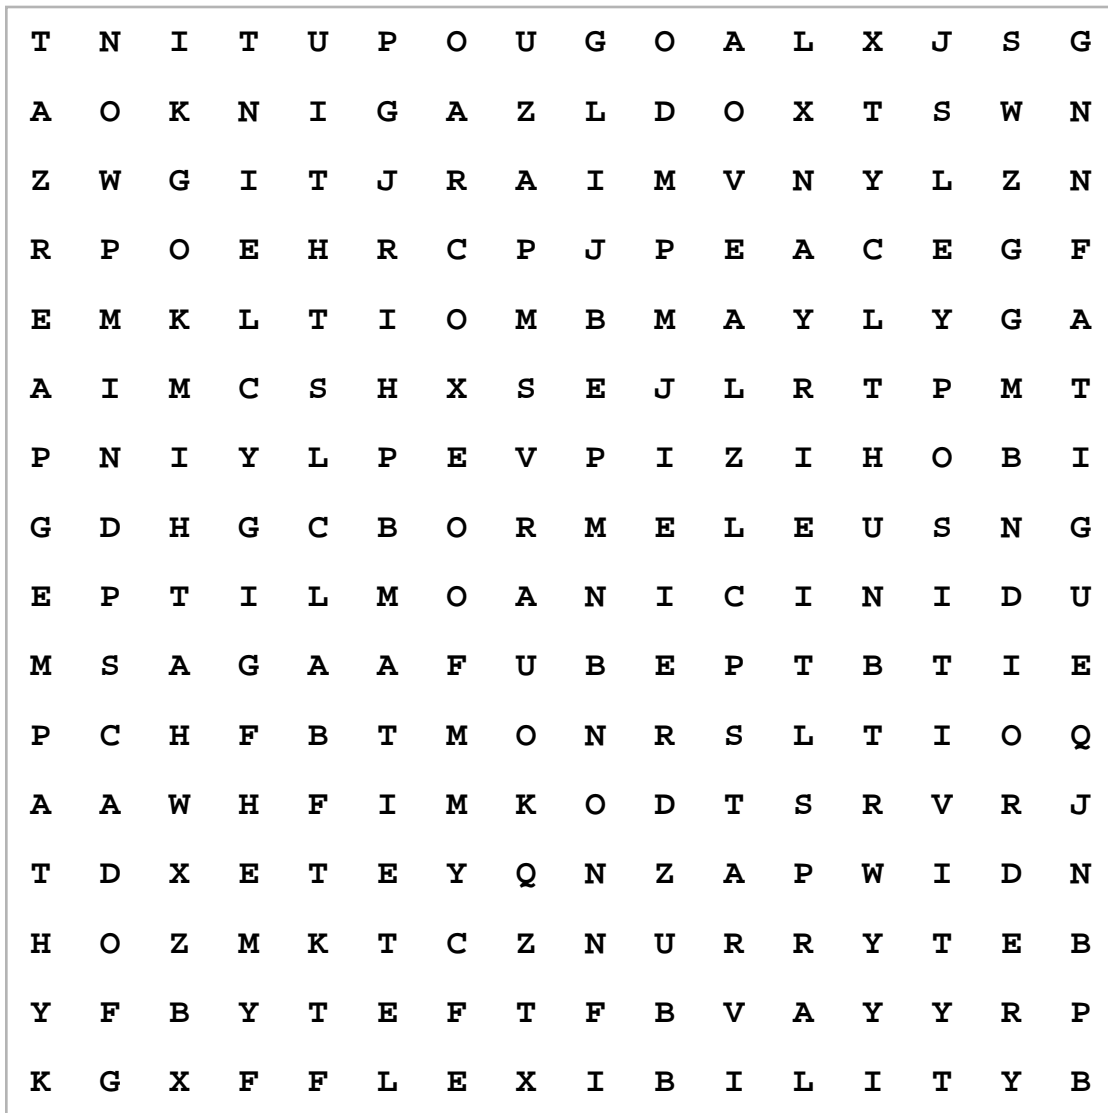 T N I T U P O U G O A L X J S G
A O K N I G A Z L D O X T S W N
Z W G I T J R A I M V N Y L Z N
R P O E H R C P J P E A C E G F
E M K L T I O M B M A Y L Y G A
A I M C S H X S E J L R T P M T
P N I Y L P E V P I Z I H O B I
G D H G C B O R M E L E U S N G
E P T I L M O A N I C I N I D U
M S A G A A F U B E P T B T I E
P C H F B T M O N R S L T I O Q
A A W H F I M K O D T S R V R J
T D X E T E Y Q N Z A P W I D N
H O Z M K T C Z N U R R Y T E B
Y F B Y T E F T F B V A Y Y R P
K G X F F L E X I B I L I T Y B